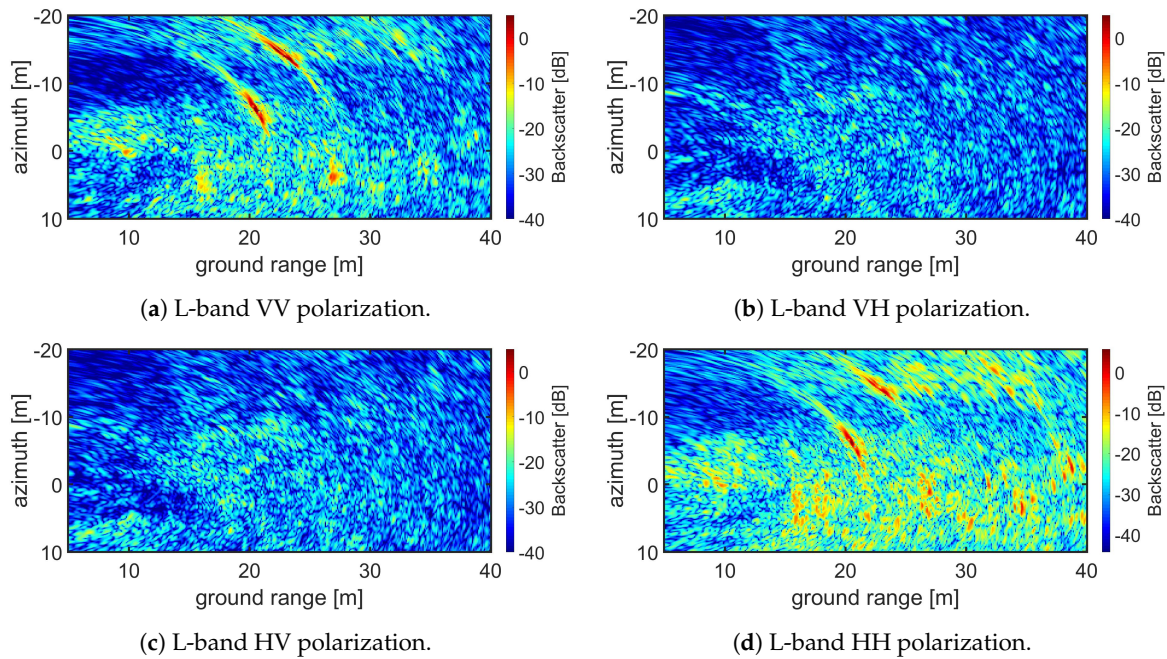 -20
-10
0
10
azimuth [m]
10 20 30 40
ground range [m]
0
-10
-20
-30
-40
Backscatter [dB]
(a) L-band VV polarization.
-20
-10
0
10
azimuth [m]
10 20 30 40
ground range [m]
0
-10
-20
-30
-40
Backscatter [dB]
(b) L-band VH polarization.
-20
-10
0
10
azimuth [m]
10 20 30 40
ground range [m]
0
-10
-20
-30
-40
Backscatter [dB]
(c) L-band HV polarization.
-20
-10
0
10
azimuth [m]
10 20 30 40
ground range [m]
0
-10
-20
-30
-40
Backscatter [dB]
(d) L-band HH polarization.